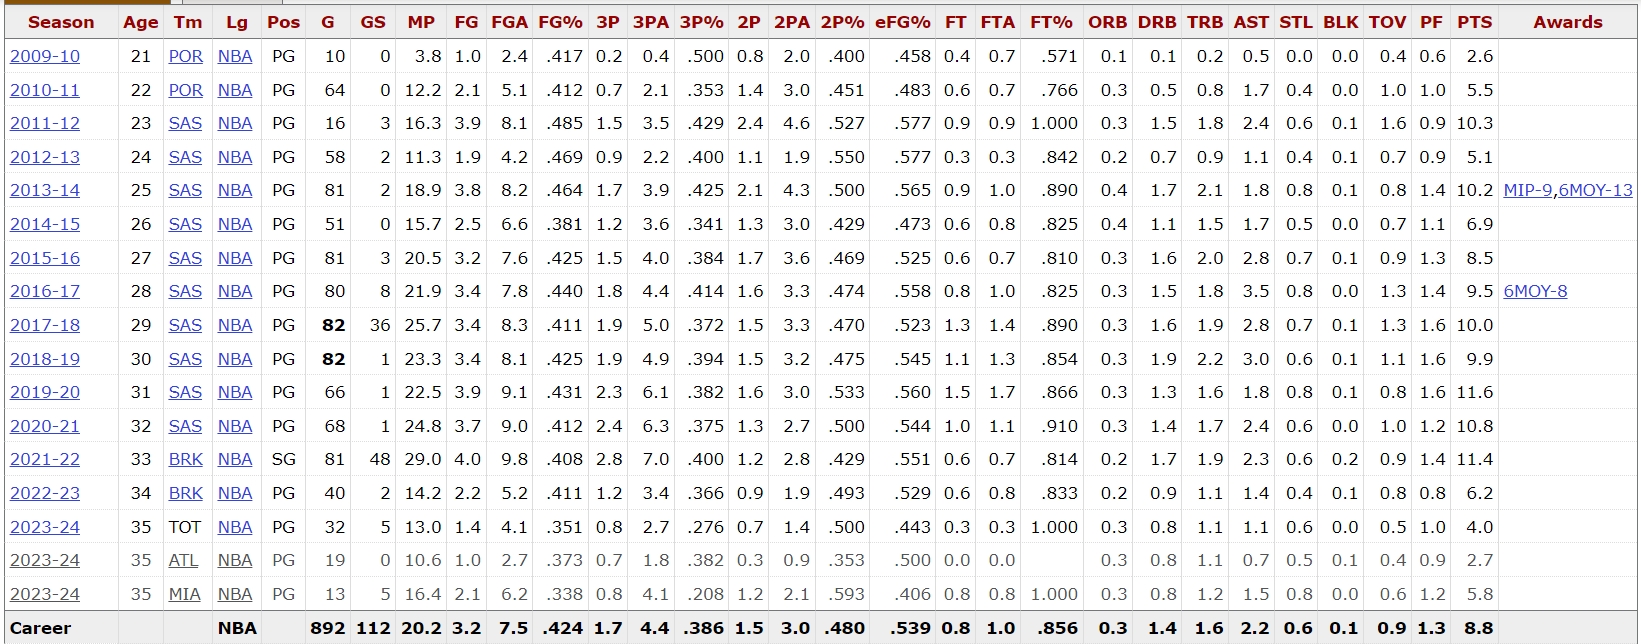 Season Age Tm Lg Pos G GS MP FG FGA FG% 3P 3PA 3P% 2P 2PA 2P% eFG% FT FTA FT% ORB DRB TRB AST STL BLK TOV PF PTS Awards
2009-10 21 POR NBA PG 10 0 3.8 1.0 2.4 .417 0.2 0.4 .500 0.8 2.0 .400 .458 0.4 0.7 .571 0.1 0.1 0.2 0.5 0.0 0.0 0.4 0.6 2.6
2010-11 22 POR NBA PG 64 0 12.2 2.1 5.1 .412 0.7 2.1 .353 1.4 3.0 .451 .483 0.6 0.7 .766 0.3 0.5 0.8 1.7 0.4 0.0 1.0 1.0 5.5
2011-12 23 SAS NBA PG 16 3 16.3 3.9 8.1 .485 1.5 3.5 .429 2.4 4.6 .527 .577 0.9 0.9 1.000 0.3 1.5 1.8 2.4 0.6 0.1 1.6 0.9 10.3
2012-13 24 SAS NBA PG 58 2 11.3 1.9 4.2 .469 0.9 2.2 .400 1.1 1.9 .550 .577 0.3 0.3 .842 0.2 0.7 0.9 1.1 0.4 0.1 0.7 0.9 5.1
2013-14 25 SAS NBA PG 81 2 18.9 3.8 8.2 .464 1.7 3.9 .425 2.1 4.3 .500 .565 0.9 1.0 .890 0.4 1.7 2.1 1.8 0.8 0.1 0.8 1.4 10.2 MIP-9,6MOY-13
2014-15 26 SAS NBA PG 51 0 15.7 2.5 6.6 .381 1.2 3.6 .341 1.3 3.0 .429 .473 0.6 0.8 .825 0.4 1.1 1.5 1.7 0.5 0.0 0.7 1.1 6.9
2015-16 27 SAS NBA PG 81 3 20.5 3.2 7.6 .425 1.5 4.0 .384 1.7 3.6 .469 .525 0.6 0.7 .810 0.3 1.6 2.0 2.8 0.7 0.1 0.9 1.3 8.5
2016-17 28 SAS NBA PG 80 8 21.9 3.4 7.8 .440 1.8 4.4 .414 1.6 3.3 .474 .558 0.8 1.0 .825 0.3 1.5 1.8 3.5 0.8 0.0 1.3 1.4 9.5 6MOY-8
2017-18 29 SAS NBA PG 82 36 25.7 3.4 8.3 .411 1.9 5.0 .372 1.5 3.3 .470 .523 1.3 1.4 .890 0.3 1.6 1.9 2.8 0.7 0.1 1.3 1.6 10.0
2018-19 30 SAS NBA PG 82 1 23.3 3.4 8.1 .425 1.9 4.9 .394 1.5 3.2 .475 .545 1.1 1.3 .854 0.3 1.9 2.2 3.0 0.6 0.1 1.1 1.6 9.9
2019-20 31 SAS NBA PG 66 1 22.5 3.9 9.1 .431 2.3 6.1 .382 1.6 3.0 .533 .560 1.5 1.7 .866 0.3 1.3 1.6 1.8 0.8 0.1 0.8 1.6 11.6
2020-21 32 SAS NBA PG 68 1 24.8 3.7 9.0 .412 2.4 6.3 .375 1.3 2.7 .500 .544 1.0 1.1 .910 0.3 1.4 1.7 2.4 0.6 0.0 1.0 1.2 10.8
2021-22 33 BRK NBA SG 81 48 29.0 4.0 9.8 .408 2.8 7.0 .400 1.2 2.8 .429 .551 0.6 0.7 .814 0.2 1.7 1.9 2.3 0.6 0.2 0.9 1.4 11.4
2022-23 34 BRK NBA PG 40 2 14.2 2.2 5.2 .411 1.2 3.4 .366 0.9 1.9 .493 .529 0.6 0.8 .833 0.2 0.9 1.1 1.4 0.4 0.1 0.8 0.8 6.2
2023-24 35 TOT NBA PG 32 5 13.0 1.4 4.1 .351 0.8 2.7 .276 0.7 1.4 .500 .443 0.3 0.3 1.000 0.3 0.8 1.1 1.1 0.6 0.0 0.5 1.0 4.0
2023-24 35 ATL NBA PG 19 0 10.6 1.0 2.7 .373 0.7 1.8 .382 0.3 0.9 .353 .500 0.0 0.0 0.3 0.8 1.1 0.7 0.5 0.1 0.4 0.9 2.7
2023-24 35 MIA NBA PG 13 5 16.4 2.1 6.2 .338 0.8 4.1 .208 1.2 2.1 .593 .406 0.8 0.8 1.000 0.3 0.8 1.2 1.5 0.8 0.0 0.6 1.2 5.8
Career NBA 892 112 20.2 3.2 7.5 .424 1.7 4.4 .386 1.5 3.0 .480 .539 0.8 1.0 .856 0.3 1.4 1.6 2.2 0.6 0.1 0.9 1.3 8.8